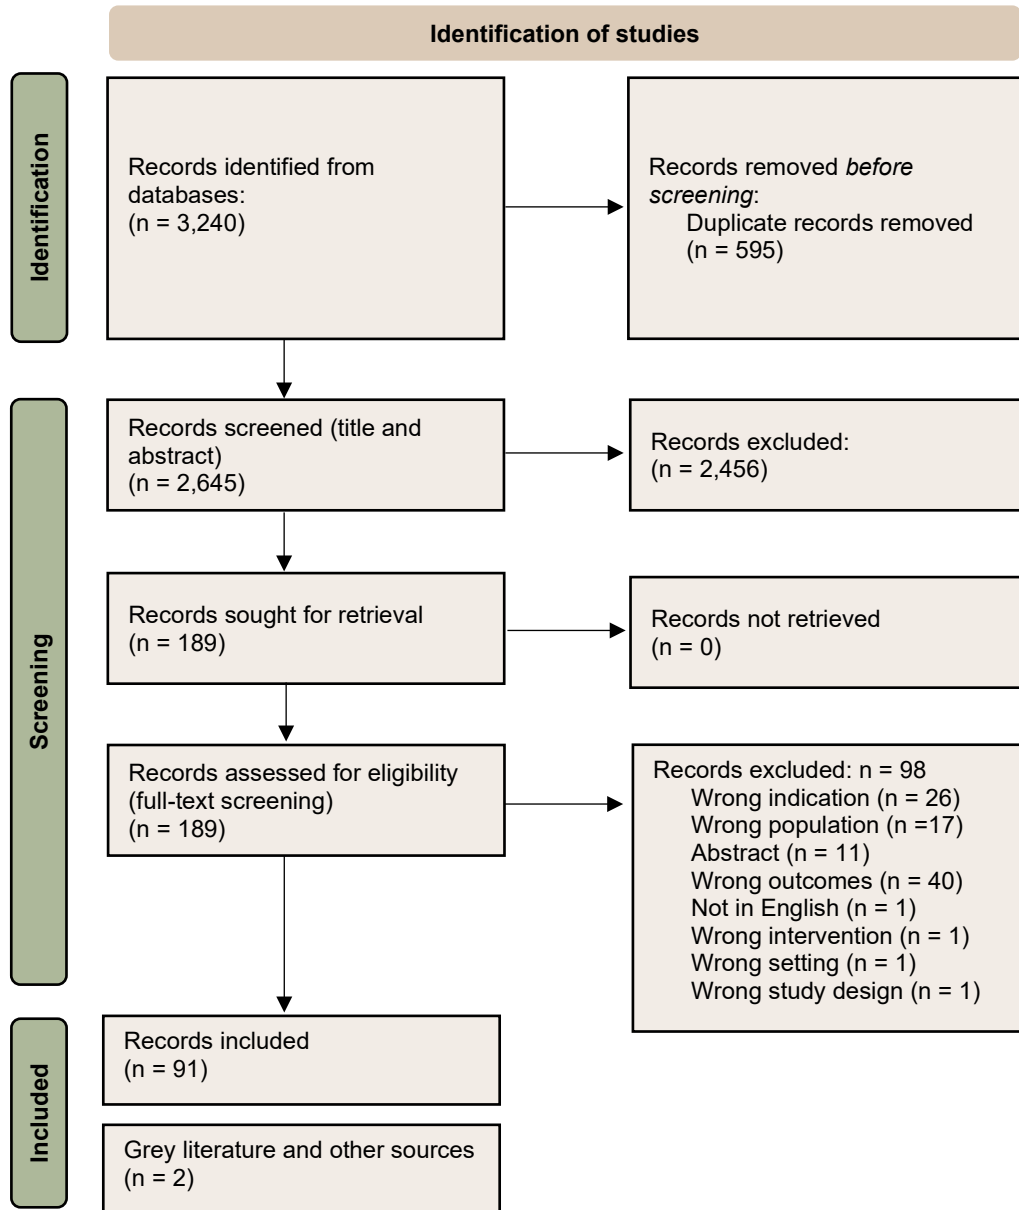 Identification of studies
Identification
Records identified from
databases:
(n = 3,240)
Records removed before
screening:
Duplicate records removed
(n = 595)
Screening
Records screened (title and
abstract)
(n = 2,645)
Records excluded:
(n = 2,456)
Records sought for retrieval
(n = 189)
Records not retrieved
(n = 0)
Records assessed for eligibility
(full-text screening)
(n = 189)
Records excluded: n = 98
Wrong indication (n = 26)
Wrong population (n =17)
Abstract (n = 11)
Wrong outcomes (n = 40)
Not in English (n = 1)
Wrong intervention (n = 1)
Wrong setting (n = 1)
Wrong study design (n = 1)
Included
Records included
(n = 91)
Grey literature and other sources
(n = 2)